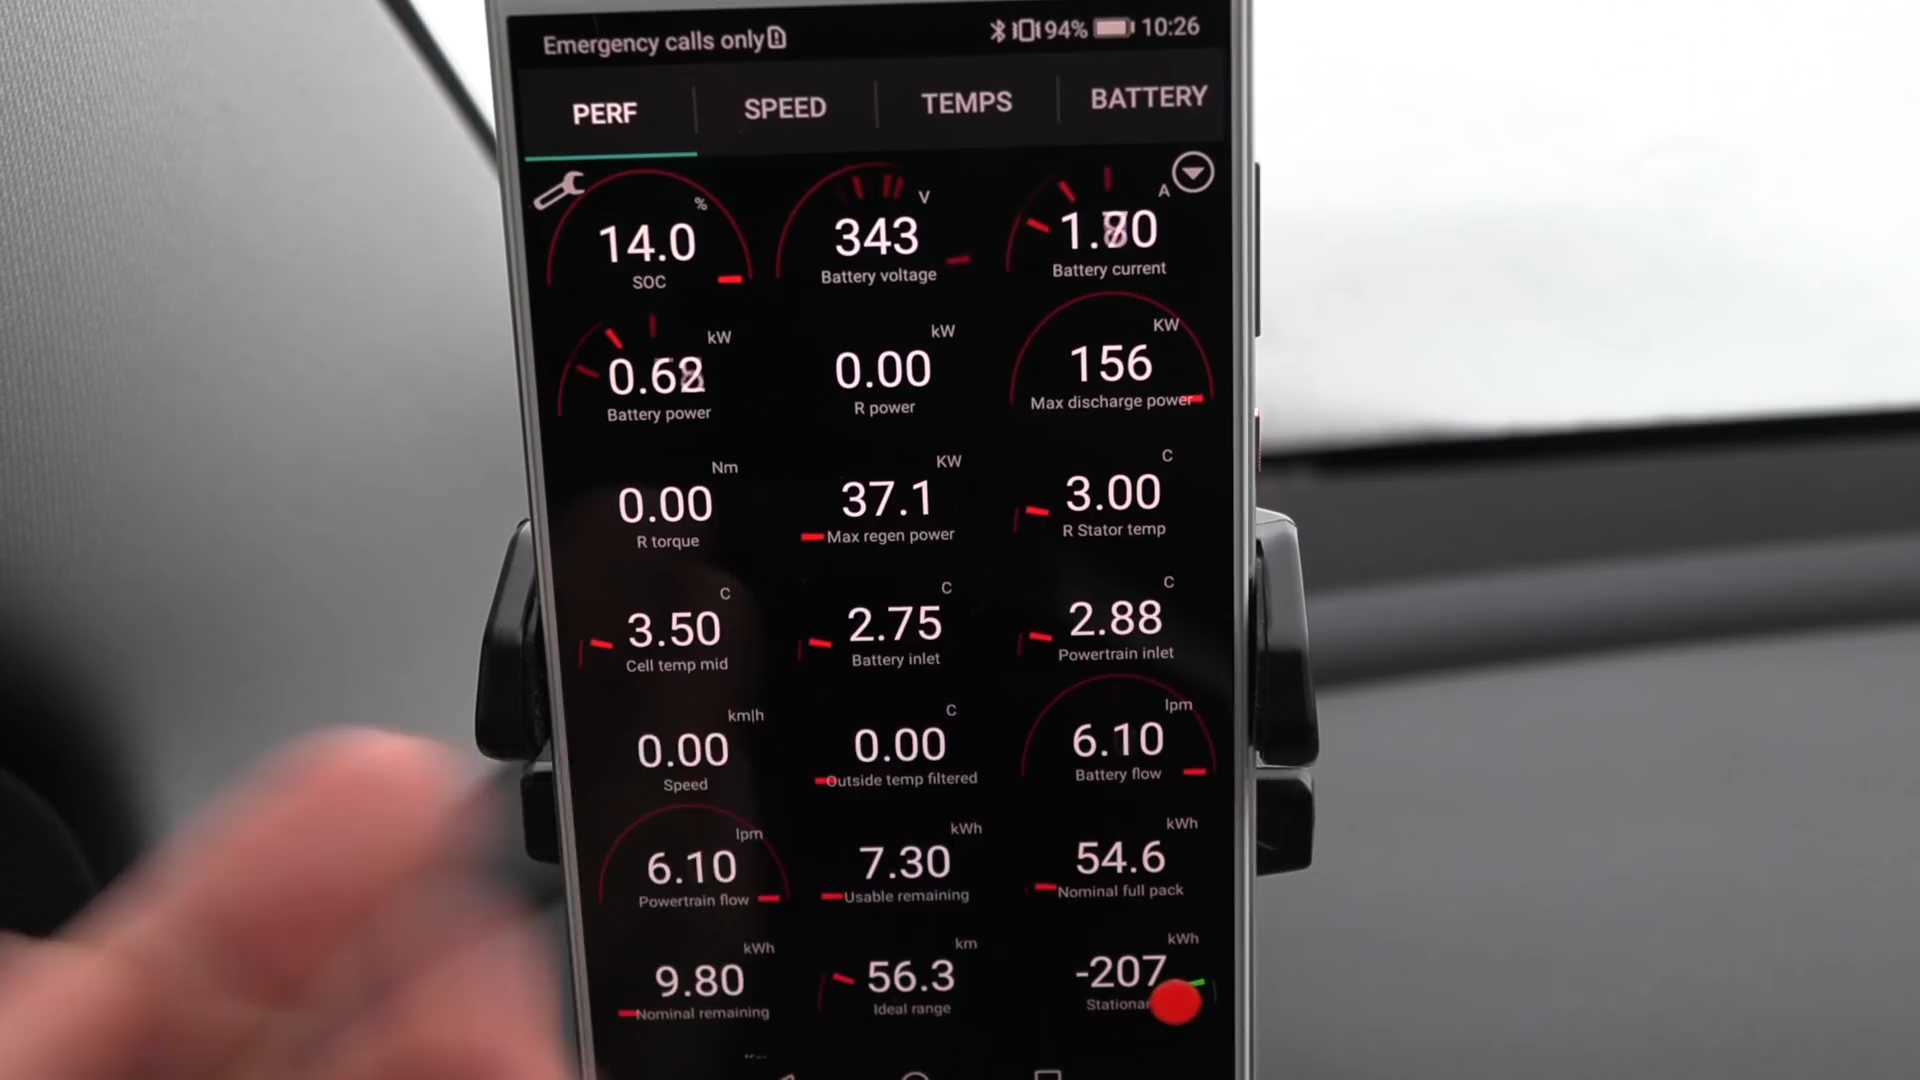 Emergency calls only 94% 10:26
PERF SPEED TEMPS BATTERY
% V A
14.0 343
SOC Battery voltage Battery current
kW kW KW
0.00 156
Battery power R power Max discharge power
Nm KW C
0.00 37.1 3.00
R torque Max regen power R Stator temp
C C C
3.50 2.75 2.88
Cell temp mid Battery inlet Powertrain inlet
km|h C lpm
0.00 0.00 6.10
Speed Outside temp filtered Battery flow
lpm kWh kWh
6.10 7.30 54.6
Powertrain flow Usable remaining Nominal full pack
kWh km kWh
9.80 56.3 -207
Nominal remaining Ideal range